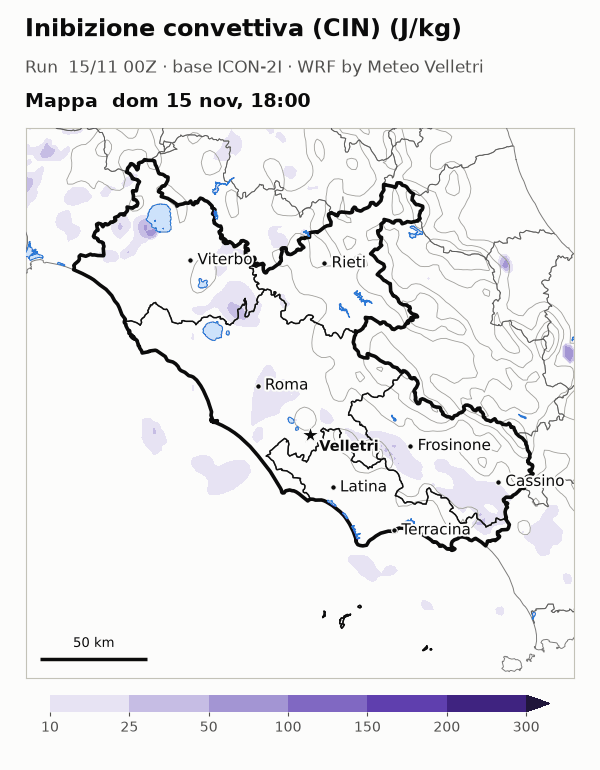 Inibizione convettiva (CIN) (J/kg)
Run  15/11 00Z · base ICON-2I · WRF by Meteo Velletri
Mappa  dom 15 nov, 18:00
Viterbo
Rieti
Roma
Velletri
Frosinone
Cassino
Latina
Terracina
50 km
10 25 50 100 150 200 300